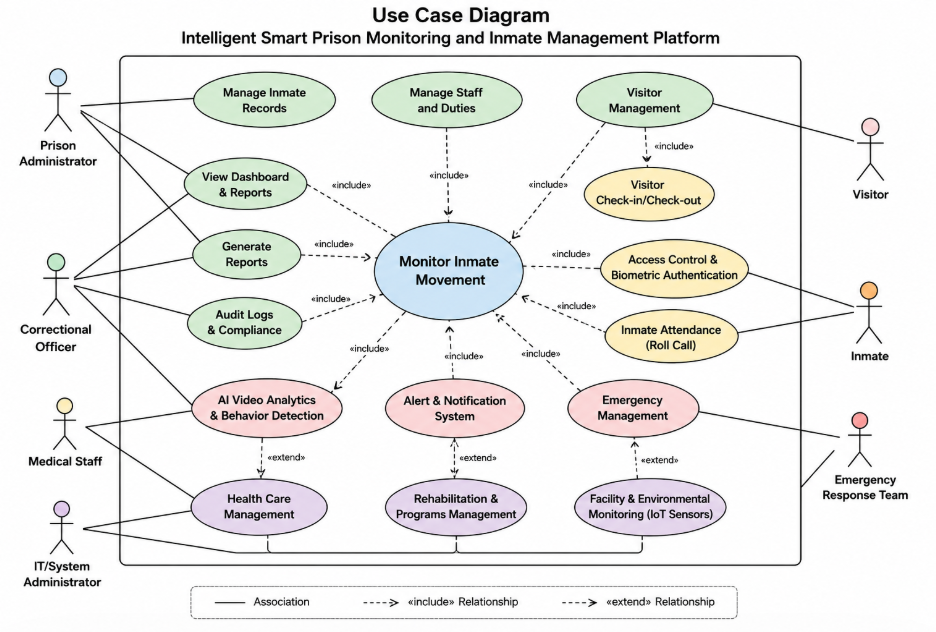 Use Case Diagram
Intelligent Smart Prison Monitoring and Inmate Management Platform
Prison
Administrator
Correctional
Officer
Medical Staff
IT/System
Administrator
Manage Inmate
Records
Manage Staff
and Duties
Visitor
Management
«include»
View Dashboard
& Reports
«include»
«include»
«include»
Visitor
Check-in/Check-out
Generate
Reports
«include»
Monitor Inmate
Movement
«include»
Access Control &
Biometric Authentication
Audit Logs
& Compliance
«include»
«include»
Inmate Attendance
(Roll Call)
«include»
«include»
«include»
AI Video Analytics
& Behavior Detection
Alert & Notification
System
Emergency
Management
«extend»
«extend»
«extend»
Health Care
Management
Rehabilitation &
Programs Management
Facility & Environmental
Monitoring (IoT Sensors)
Visitor
Inmate
Emergency
Response Team
Association
«include» Relationship
«extend» Relationship